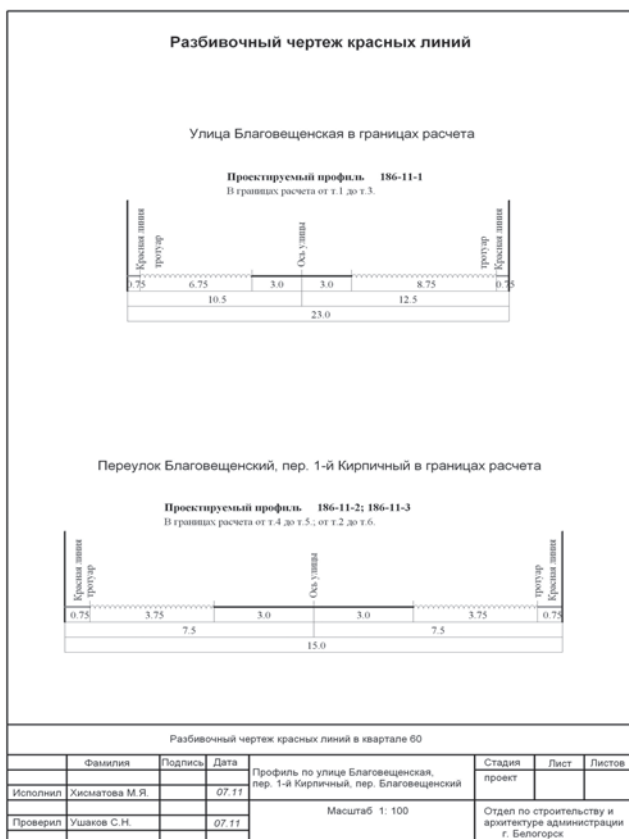 Разбивочный чертеж красных линий
Улица Благовещенская в границах расчета
Проектируемый профиль 186-11-1
В границах расчета от т.1 до т.3.
Красная линия
тротуар
Ось улицы
тротуар
Красная линия
0.75 6.75 3.0 3.0 8.75 0.75
10.5 12.5
23.0
Переулок Благовещенский, пер. 1-й Кирпичный в границах расчета
Проектируемый профиль 186-11-2; 186-11-3
В границах расчета от т.4 до т.5.; от т.2 до т.6.
Красная линия
тротуар
Ось улицы
тротуар
Красная линия
0.75 3.75 3.0 3.0 3.75 0.75
7.5 7.5
15.0
Разбивочный чертеж красных линий в квартале 60
Фамилия Подпись Дата
Исполнил Хисматова М.Я. 07.11
Проверил Ушаков С.Н. 07.11
Профиль по улице Благовещенская,
пер. 1-й Кирпичный, пер. Благовещенский
Масштаб 1: 100
Стадия Лист Листов
проект
Отдел по строительству и
архитектуре администрации
г. Белогорск